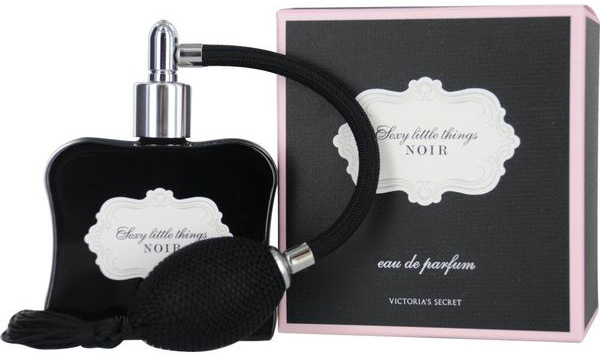 Sexy little things
NOIR
Sexy little things
NOIR
eau de parfum
VICTORIA'S SECRET